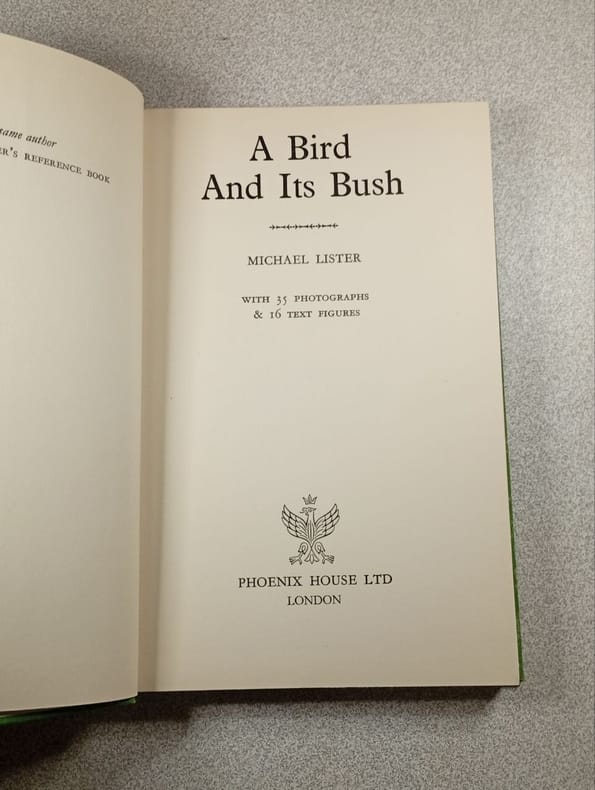 same author
ER'S REFERENCE BOOK
A Bird
And Its Bush
MICHAEL LISTER
WITH 35 PHOTOGRAPHS
& 16 TEXT FIGURES
PHOENIX HOUSE LTD
LONDON